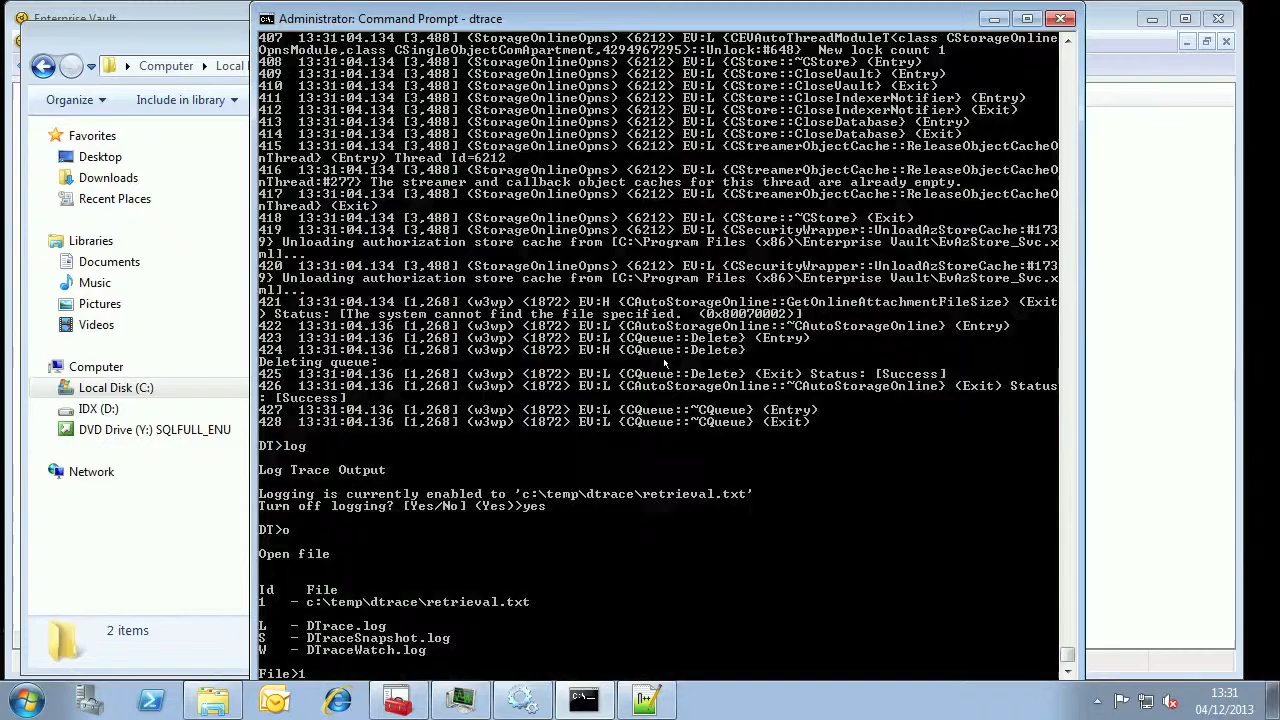 Enterprise Vault
Administrator: Command Prompt - dtrace
Computer
Local
Organize
Include in library
Favorites
Desktop
Downloads
Recent Places
Libraries
Documents
Music
Pictures
Videos
Computer
Local Disk (C:)
IDX (D:)
DVD Drive (Y:) SQLFULL_ENU
Network
2 items
407 13:31:04.134 [3,488] (StorageOnlineOpns) <6212> EV:L {CEVAutoThreadModuleT<class CStorageOnline
OpnsModule,class CSingleObjectComApartment,4294967295>::Unlock:#648} New lock count 1
408 13:31:04.134 [3,488] (StorageOnlineOpns) <6212> EV:L {CStore::~CStore} (Entry)
409 13:31:04.134 [3,488] (StorageOnlineOpns) <6212> EV:L {CStore::CloseVault} (Entry)
410 13:31:04.134 [3,488] (StorageOnlineOpns) <6212> EV:L {CStore::CloseVault} (Exit)
411 13:31:04.134 [3,488] (StorageOnlineOpns) <6212> EV:L {CStore::CloseIndexerNotifier} (Entry)
412 13:31:04.134 [3,488] (StorageOnlineOpns) <6212> EV:L {CStore::CloseIndexerNotifier} (Exit)
413 13:31:04.134 [3,488] (StorageOnlineOpns) <6212> EV:L {CStore::CloseDatabase} (Entry)
414 13:31:04.134 [3,488] (StorageOnlineOpns) <6212> EV:L {CStore::CloseDatabase} (Exit)
415 13:31:04.134 [3,488] (StorageOnlineOpns) <6212> EV:L {CStreamerObjectCache::ReleaseObjectCacheO
nThread} (Entry) Thread Id=6212
416 13:31:04.134 [3,488] (StorageOnlineOpns) <6212> EV:L {CStreamerObjectCache::ReleaseObjectCacheO
nThread:#277} The streamer and callback object caches for this thread are already empty.
417 13:31:04.134 [3,488] (StorageOnlineOpns) <6212> EV:L {CStreamerObjectCache::ReleaseObjectCacheO
nThread} (Exit)
418 13:31:04.134 [3,488] (StorageOnlineOpns) <6212> EV:L {CStore::~CStore} (Exit)
419 13:31:04.134 [3,488] (StorageOnlineOpns) <6212> EV:L {CSecurityWrapper::UnloadAzStoreCache:#173
9} Unloading authorization store cache from [C:\Program Files (x86)\Enterprise Vault\EvAzStore_Svc.x
ml]...
420 13:31:04.134 [3,488] (StorageOnlineOpns) <6212> EV:L {CSecurityWrapper::UnloadAzStoreCache:#173
9} Unloading authorization store cache from [C:\Program Files (x86)\Enterprise Vault\EvAzStore_Svc.x
ml]...
421 13:31:04.134 [1,268] (w3wp) <1872> EV:H {CAutoStorageOnline::GetOnlineAttachmentFileSize} (Exit
) Status: [The system cannot find the file specified. (0x80070002)]
422 13:31:04.136 [1,268] (w3wp) <1872> EV:L {CAutoStorageOnline::~CAutoStorageOnline} (Entry)
423 13:31:04.136 [1,268] (w3wp) <1872> EV:L {CQueue::Delete} (Entry)
424 13:31:04.136 [1,268] (w3wp) <1872> EV:H {CQueue::Delete}
Deleting queue:
425 13:31:04.136 [1,268] (w3wp) <1872> EV:L {CQueue::Delete} (Exit) Status: [Success]
426 13:31:04.136 [1,268] (w3wp) <1872> EV:L {CAutoStorageOnline::~CAutoStorageOnline} (Exit) Status
: [Success]
427 13:31:04.136 [1,268] (w3wp) <1872> EV:L {CQueue::~CQueue} (Entry)
428 13:31:04.136 [1,268] (w3wp) <1872> EV:L {CQueue::~CQueue} (Exit)
DT>log
Log Trace Output
Logging is currently enabled to 'c:\temp\dtrace\retrieval.txt'
Turn off logging? [Yes/No] (Yes)>yes
DT>o
Open file
Id File
1 - c:\temp\dtrace\retrieval.txt
L - DTrace.log
S - DTraceSnapshot.log
W - DTraceWatch.log
File>1
13:31
04/12/2013